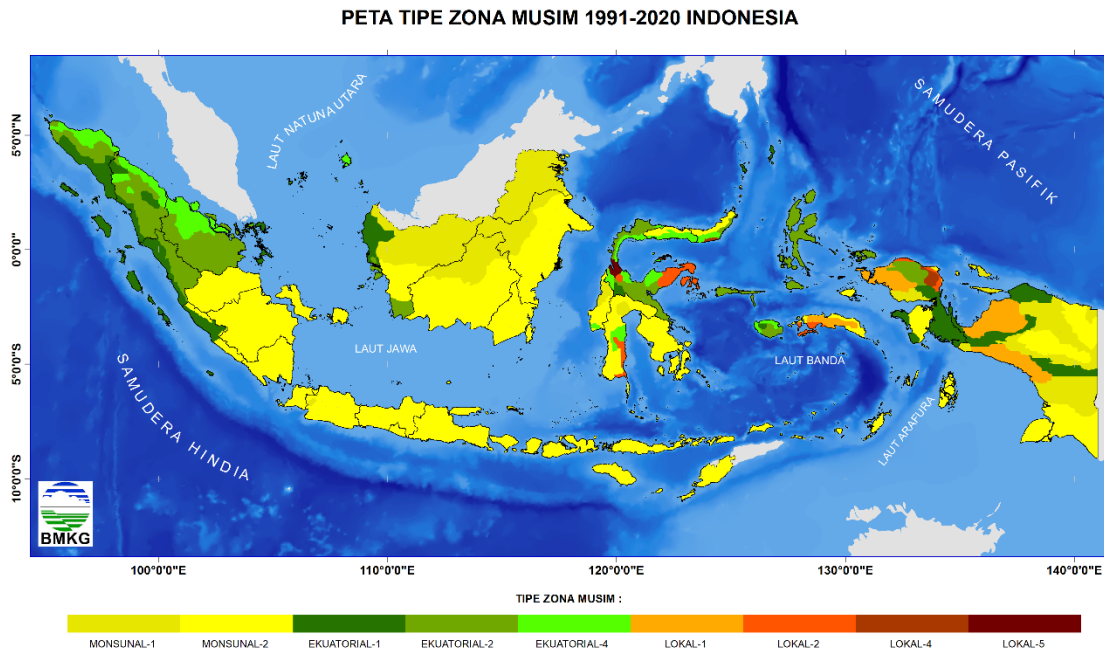 PETA TIPE ZONA MUSIM 1991-2020 INDONESIA
LAUT NATUNA UTARA
SAMUDERA PASIFIK
LAUT JAWA
LAUT BANDA
SAMUDERA HINDIA
LAUT ARAFURA
5°0'0"N
0°0'0"
5°0'0"S
10°0'0"S
BMKG
100°0'0"E
110°0'0"E
120°0'0"E
130°0'0"E
140°0'0"E
TIPE ZONA MUSIM :
MONSUNAL-1
MONSUNAL-2
EKUATORIAL-1
EKUATORIAL-2
EKUATORIAL-4
LOKAL-1
LOKAL-2
LOKAL-4
LOKAL-5